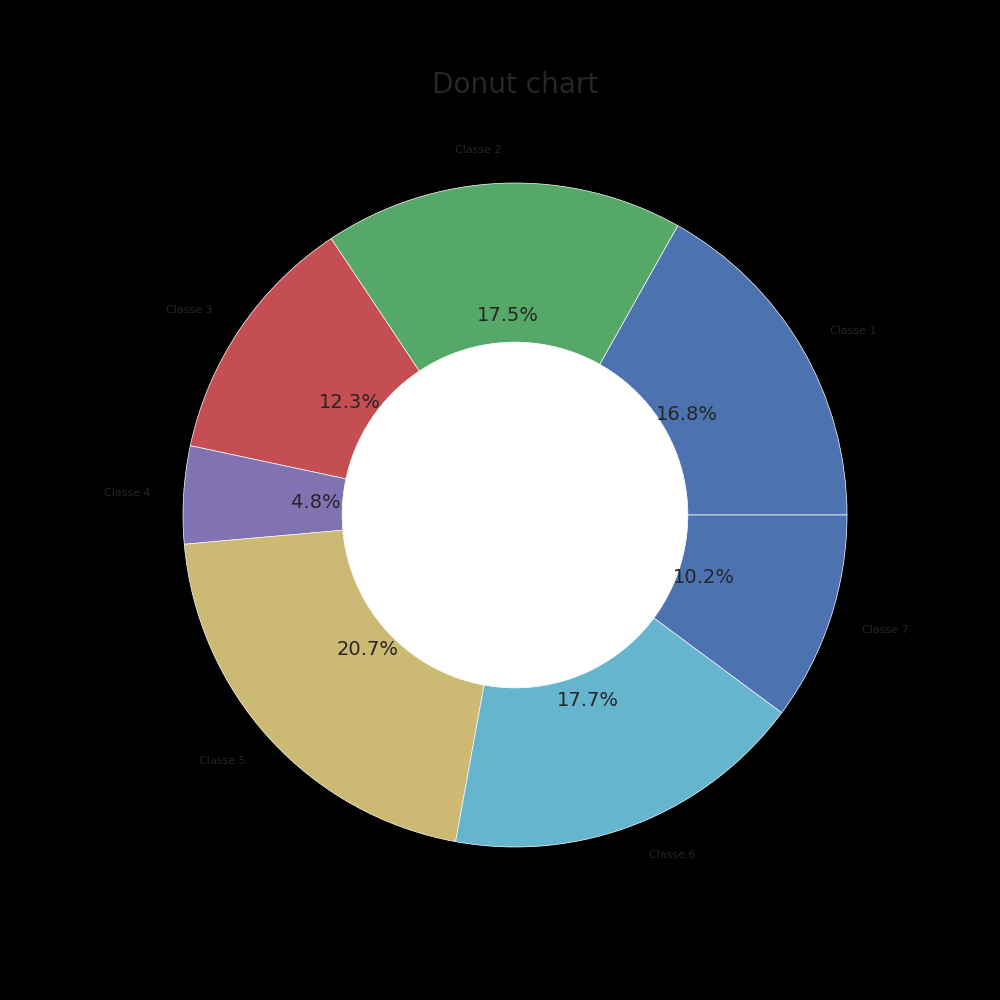 Donut chart
Classe 2
Classe 3
Classe 1
17.5%
12.3%
16.8%
Classe 4
4.8%
10.2%
Classe 7
20.7%
17.7%
Classe 5
Classe 6